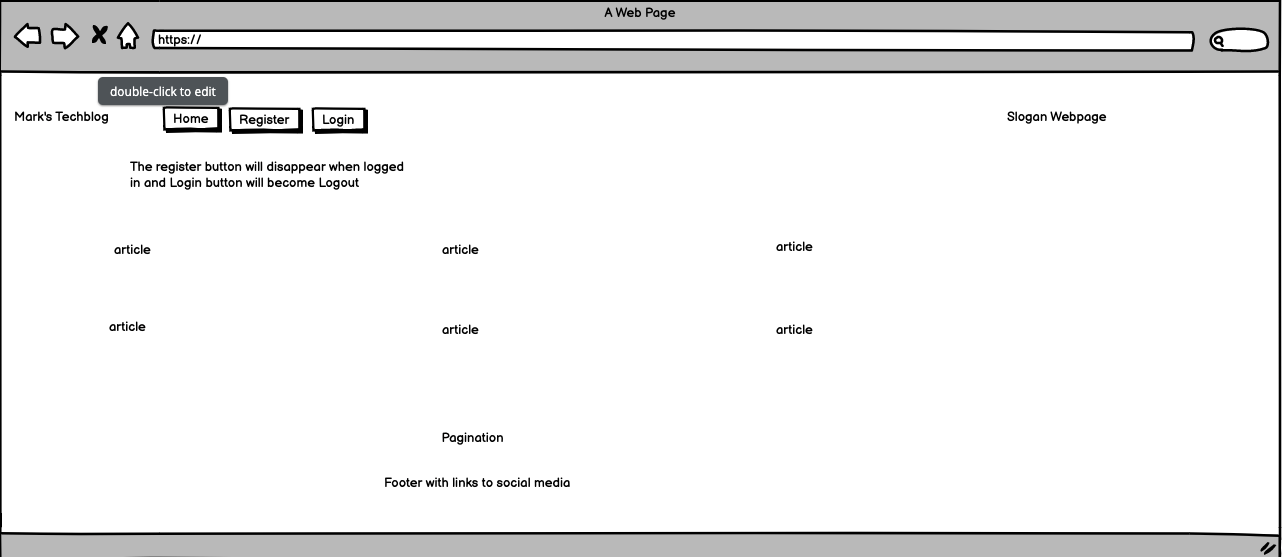 A Web Page
https://
double-click to edit
Mark's Techblog
Home
Register
Login
Slogan Webpage
The register button will disappear when logged
in and Login button will become Logout
article
article
article
article
article
article
Pagination
Footer with links to social media